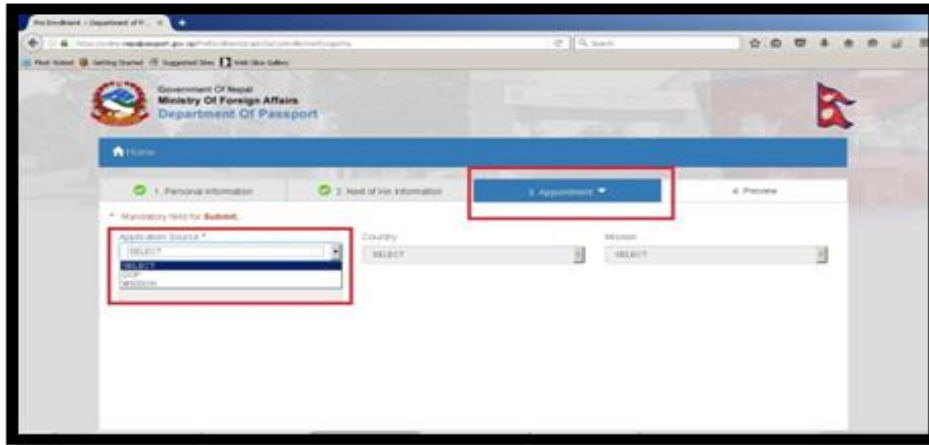 Pre Enrollment - Department of P...
Search
Most Visited Getting Started Suggested Sites Web Slice Gallery
Government Of Nepal
Ministry Of Foreign Affairs
Department Of Passport
Home
1. Personal Information
2. Next of Kin Information
3. Appointment
4. Preview
* Mandatory field for Submit.
Application Source *
Country
Mission
SELECT
SELECT
SELECT
SELECT
DOP
MISSION